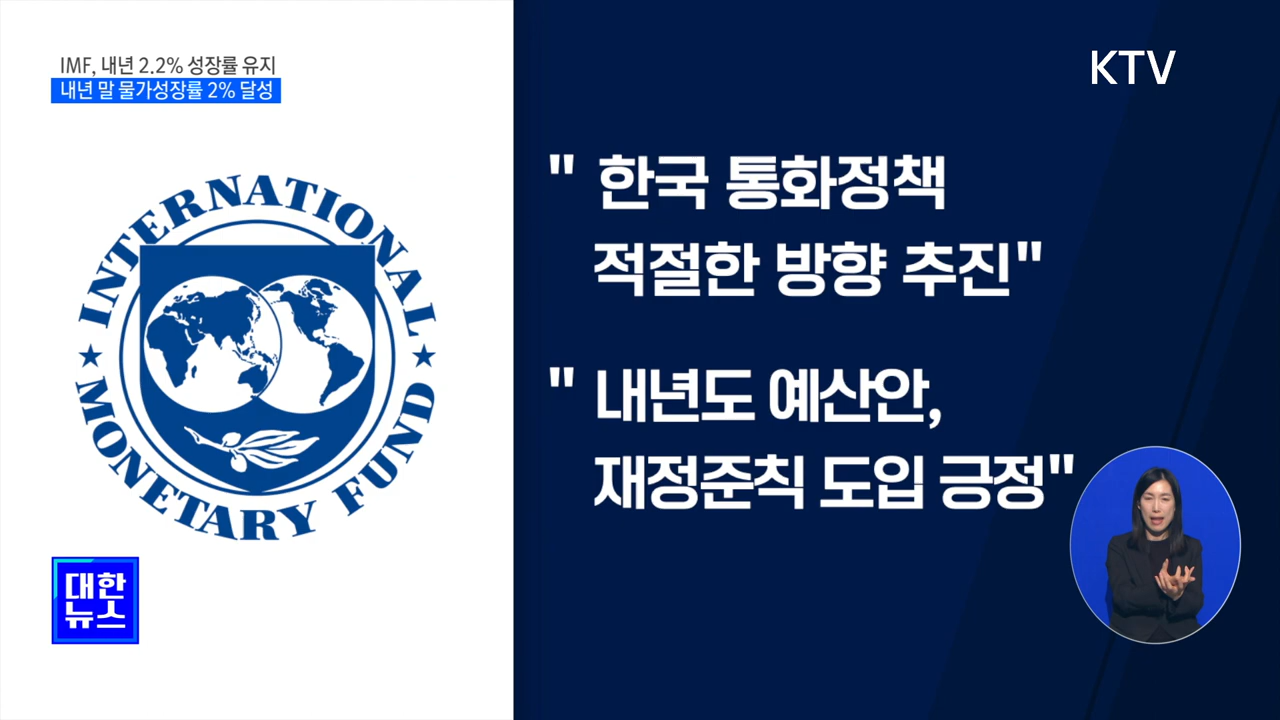 IMF, 내년 2.2% 성장률 유지
내년 말 물가성장률 2% 달성
KTV
" 한국 통화정책
적절한 방향 추진"
" 내년도 예산안,
재정준칙 도입 긍정"
INTERNATIONAL
MONETARY FUND
대한
뉴스